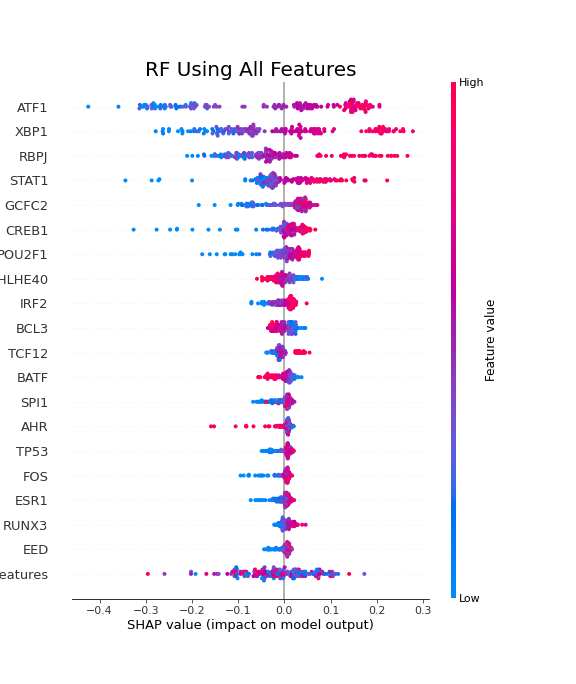 RF Using All Features
High
ATF1
XBP1
RBPJ
STAT1
GCFC2
CREB1
POU2F1
HLHE40
IRF2
BCL3
TCF12
BATF
SPI1
AHR
TP53
FOS
ESR1
RUNX3
EED
eatures
Feature value
Low
−0.4 −0.3 −0.2 −0.1 0.0 0.1 0.2 0.3
SHAP value (impact on model output)